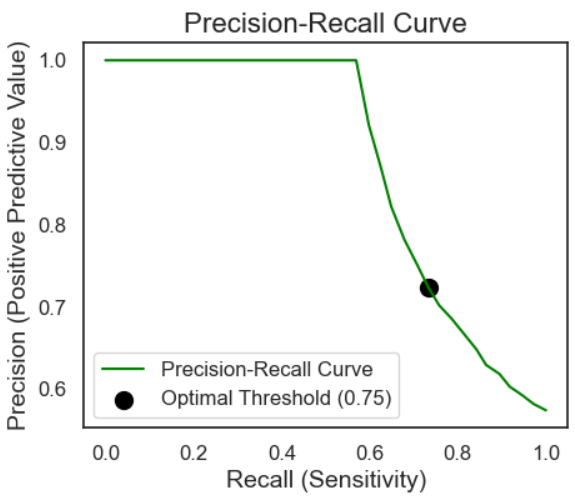 Precision-Recall Curve
Precision (Positive Predictive Value)
1.0
0.9
0.8
0.7
0.6
Precision-Recall Curve
Optimal Threshold (0.75)
0.0 0.2 0.4 0.6 0.8 1.0
Recall (Sensitivity)